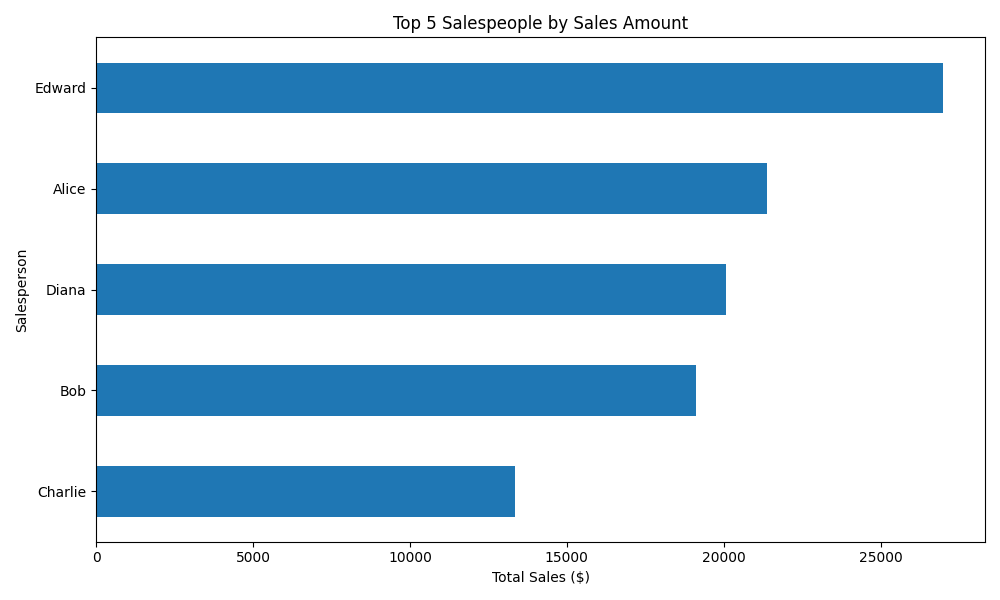 Top 5 Salespeople by Sales Amount
Salesperson
Edward
Alice
Diana
Bob
Charlie
0 5000 10000 15000 20000 25000
Total Sales ($)